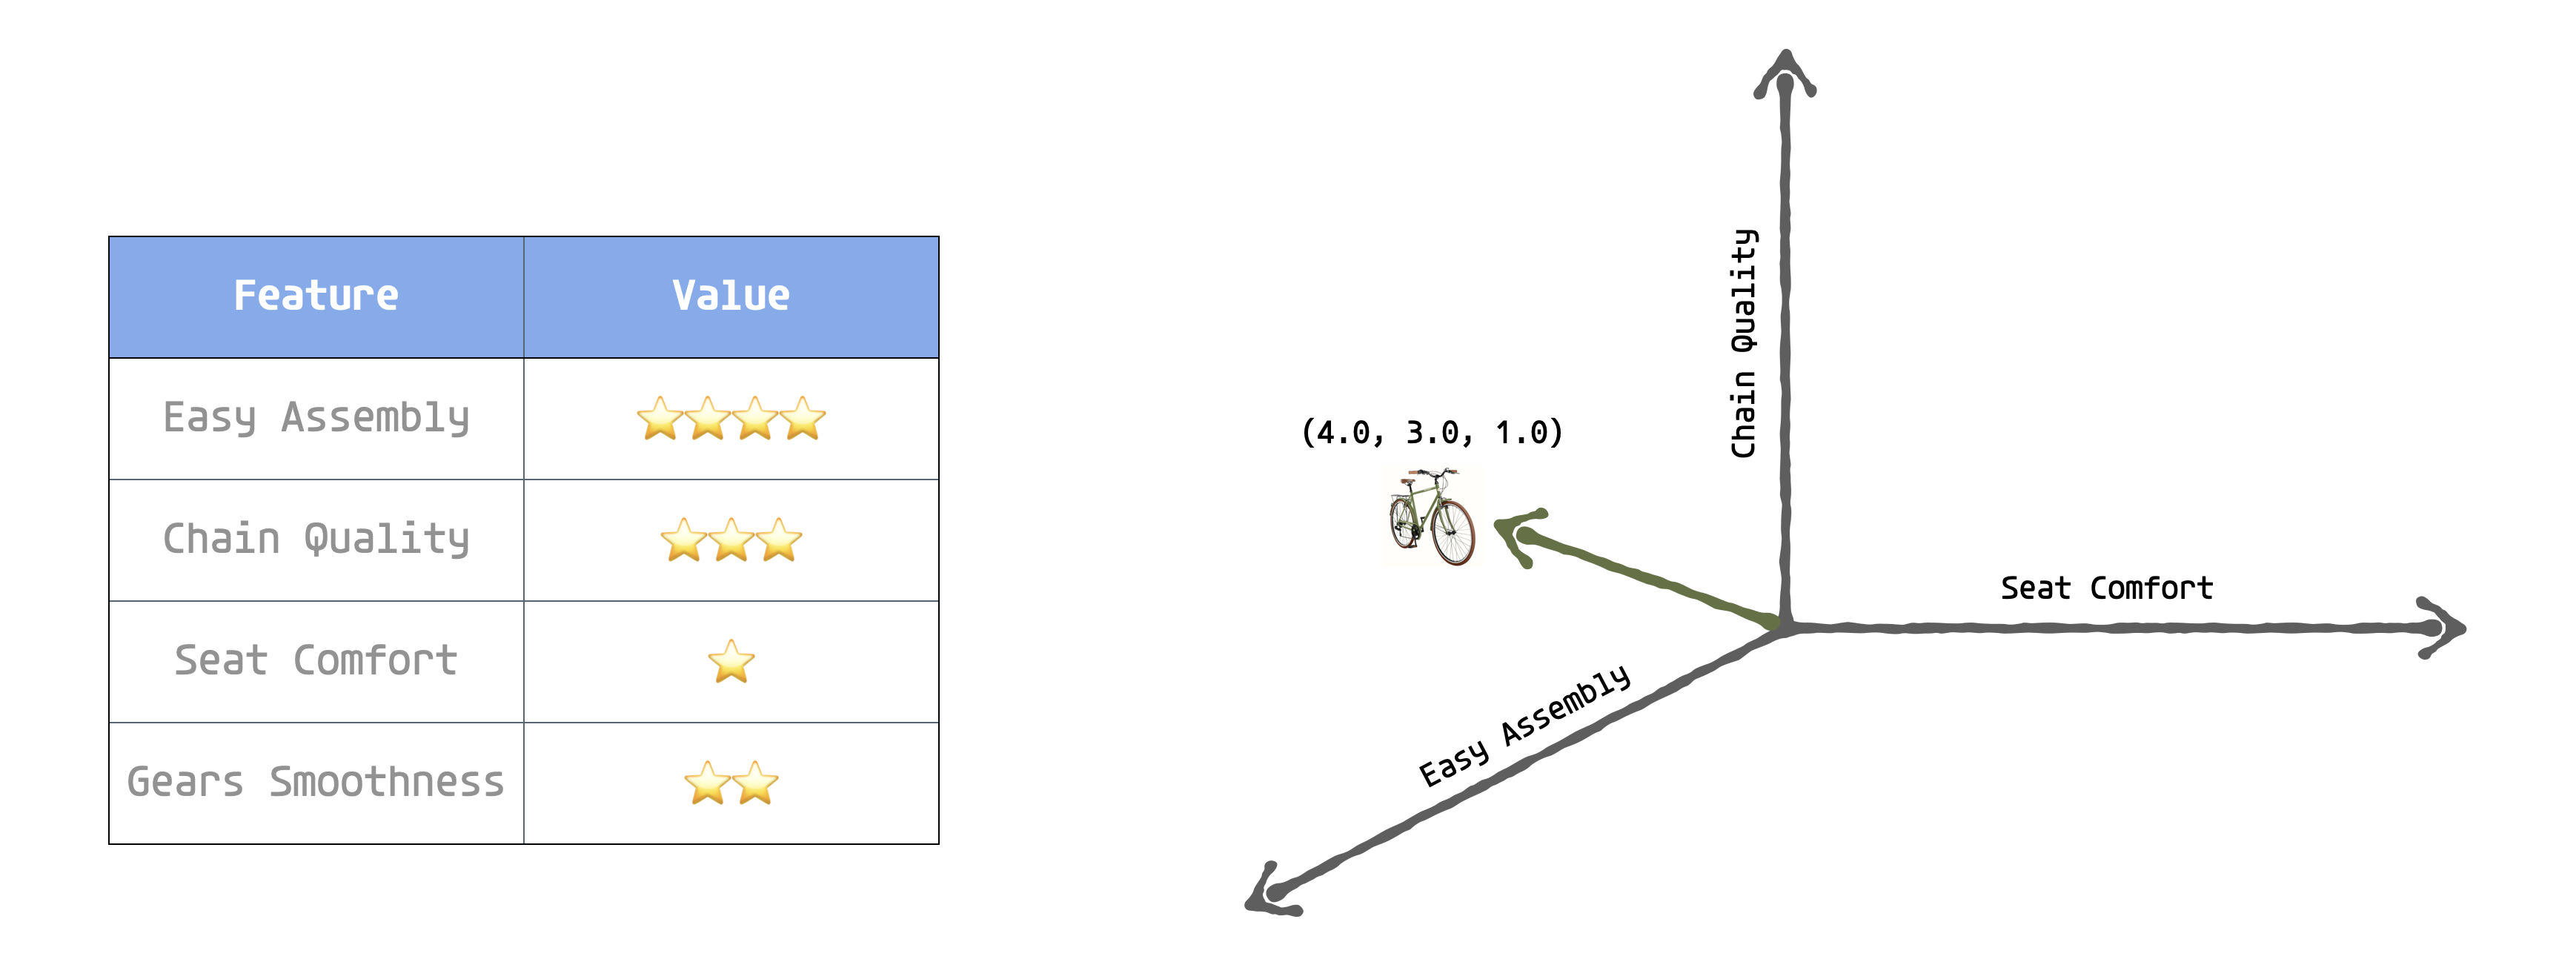 Feature Value
Easy Assembly ⭐⭐⭐⭐
Chain Quality ⭐⭐⭐
Seat Comfort ⭐
Gears Smoothness ⭐⭐
Chain Quality
(4.0, 3.0, 1.0)
Seat Comfort
Easy Assembly